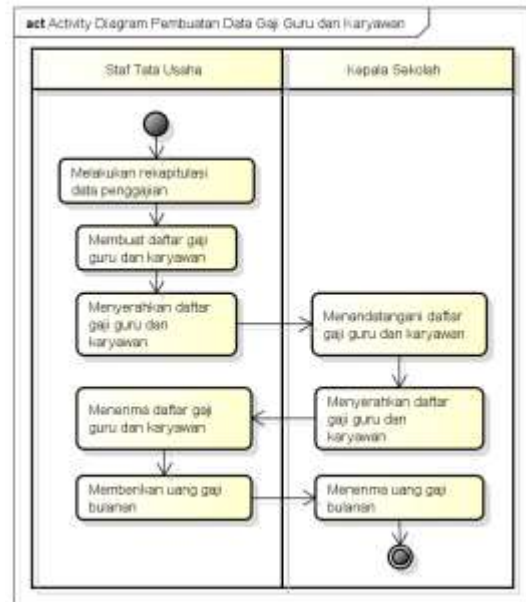 act Activity Diagram Pembuatan Data Gaji Guru dan Karyawan
Staf Tata Usaha
Kepala Sekolah
Melakukan rekapitulasi
data penggajian
Membuat daftar gaji
guru dan karyawan
Menyerahkan daftar
gaji guru dan
karyawan
Menandatangani daftar
gaji guru dan karyawan
Menyerahkan daftar
gaji guru dan
karyawan
Menerima daftar gaji
guru dan karyawan
Memberikan uang gaji
bulanan
Menerima uang gaji
bulanan